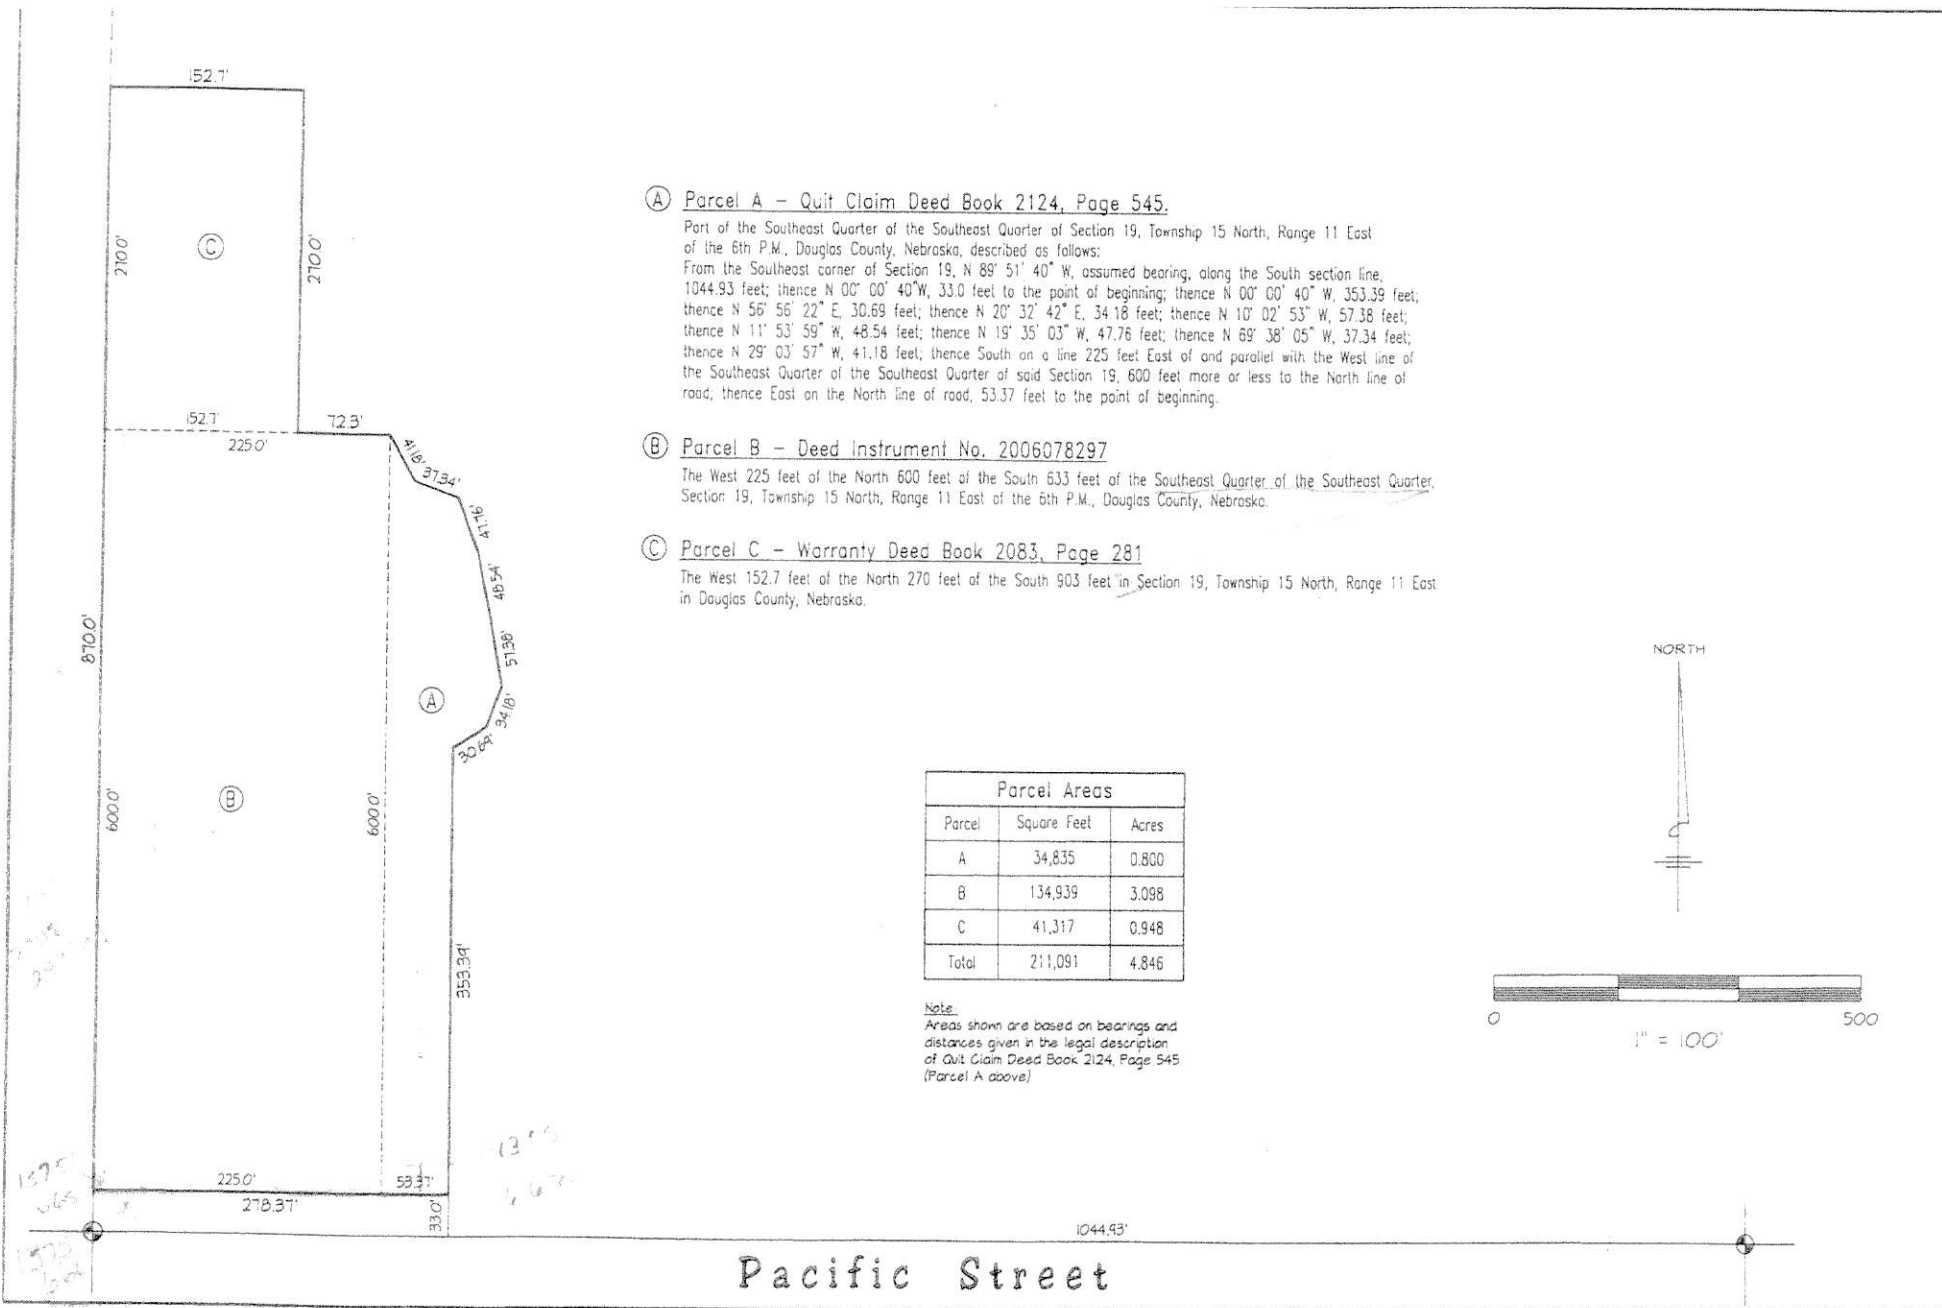 152.7'
210.0'
210.0'
C
152.7'
72.3'
225.0'
41.18'
37.34'
47.76'
48.54'
57.38'
34.18'
30.69'
870.0'
600.0'
600.0'
A
B
353.39'
225.0'
53.37'
278.37'
33.0'
1044.93'
Pacific Street
A Parcel A - Quit Claim Deed Book 2124, Page 545.
Part of the Southeast Quarter of the Southeast Quarter of Section 19, Township 15 North, Range 11 East
of the 6th P.M., Douglas County, Nebraska, described as follows:
From the Southeast corner of Section 19, N 89° 51' 40" W, assumed bearing, along the South section line,
1044.93 feet; thence N 00° 00' 40"W, 33.0 feet to the point of beginning; thence N 00° 00' 40" W, 353.39 feet;
thence N 56° 56' 22" E, 30.69 feet; thence N 20° 32' 42" E, 34.18 feet; thence N 10° 02' 53" W, 57.38 feet;
thence N 11° 53' 59" W, 48.54 feet; thence N 19° 35' 03" W, 47.76 feet; thence N 69° 38' 05" W, 37.34 feet;
thence N 29° 03' 57" W, 41.18 feet; thence South on a line 225 feet East of and parallel with the West line of
the Southeast Quarter of the Southeast Quarter of said Section 19, 600 feet more or less to the North line of
road; thence East on the North line of road, 53.37 feet to the point of beginning.
B Parcel B - Deed Instrument No. 2006078297
The West 225 feet of the North 600 feet of the South 633 feet of the Southeast Quarter of the Southeast Quarter,
Section 19, Township 15 North, Range 11 East of the 6th P.M., Douglas County, Nebraska.
C Parcel C - Warranty Deed Book 2083, Page 281
The West 152.7 feet of the North 270 feet of the South 903 feet in Section 19, Township 15 North, Range 11 East
in Douglas County, Nebraska.
Parcel Areas
Parcel Square Feet Acres
A 34,835 0.800
B 134,939 3.098
C 41,317 0.948
Total 211,091 4.846
Note:
Areas shown are based on bearings and
distances given in the legal description
of Quit Claim Deed Book 2124, Page 545
(Parcel A above)
NORTH
0 500
1" = 100'